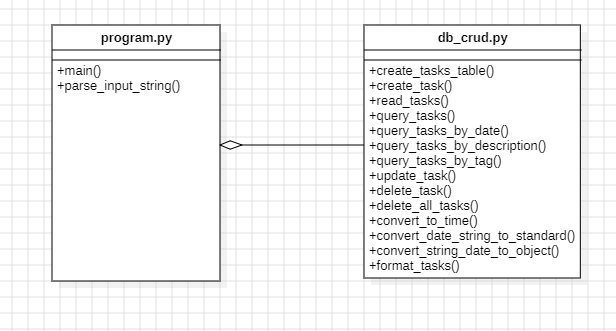 program.py
+main()
+parse_input_string()
db_crud.py
+create_tasks_table()
+create_task()
+read_tasks()
+query_tasks()
+query_tasks_by_date()
+query_tasks_by_description()
+query_tasks_by_tag()
+update_task()
+delete_task()
+delete_all_tasks()
+convert_to_time()
+convert_date_string_to_standard()
+convert_string_date_to_object()
+format_tasks()